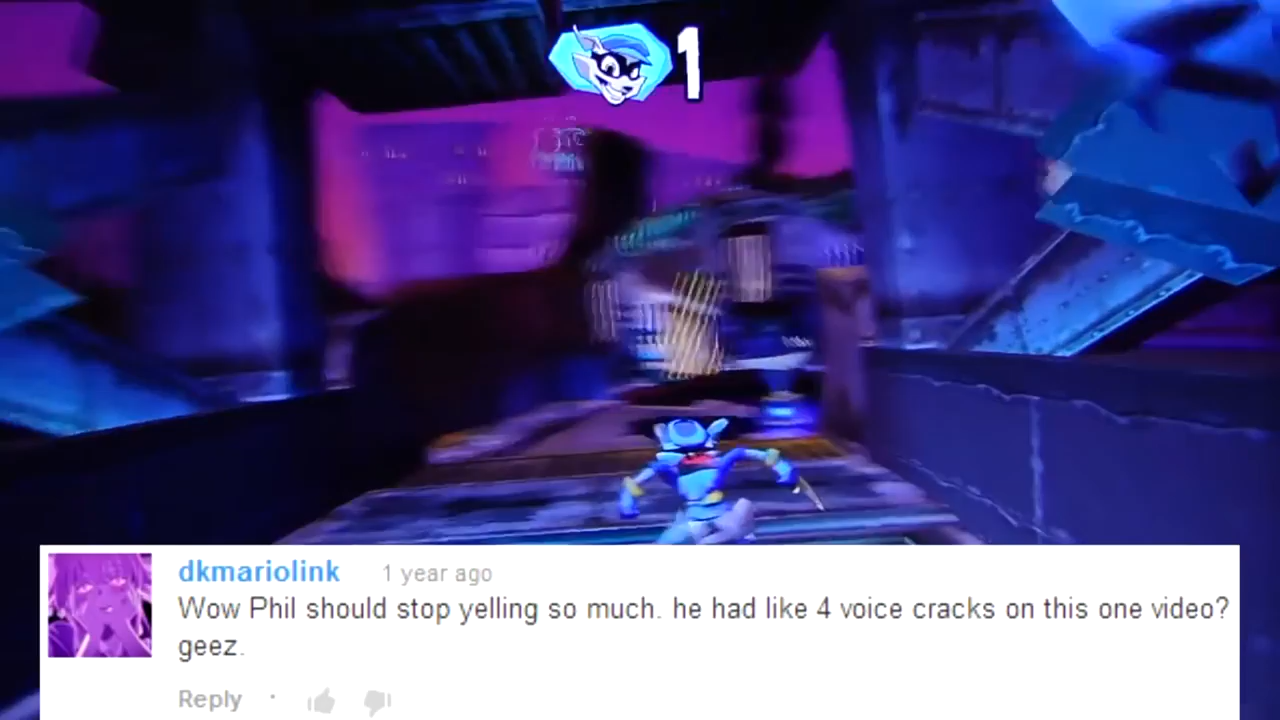 1
dkmariolink 1 year ago
Wow Phil should stop yelling so much. he had like 4 voice cracks on this one video?
geez.
Reply ·